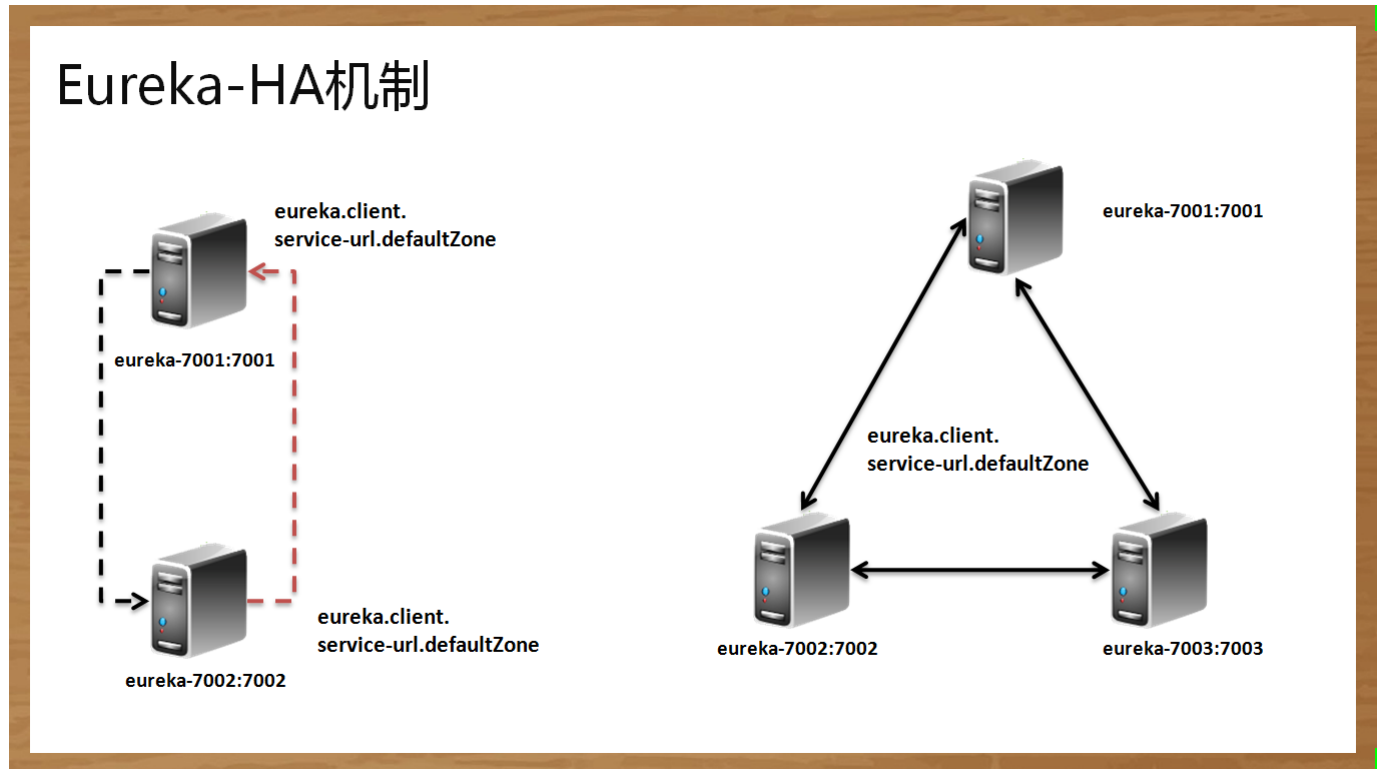 Eureka-HA机制
eureka.client.
service-url.defaultZone
eureka-7001:7001
eureka.client.
service-url.defaultZone
eureka-7002:7002
eureka-7001:7001
eureka.client.
service-url.defaultZone
eureka-7002:7002
eureka-7003:7003